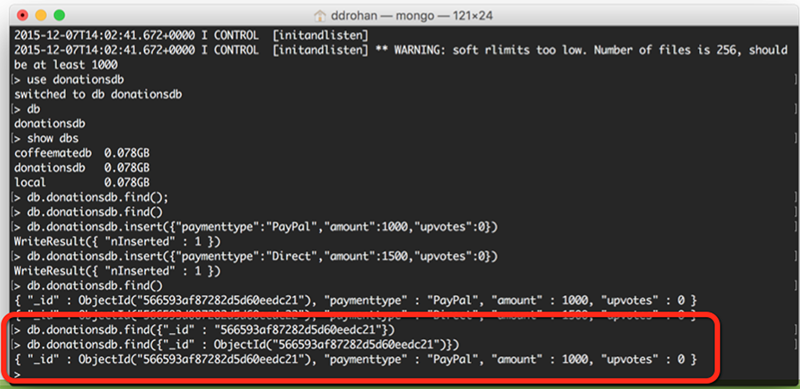 ddrohan — mongo — 121×24
2015-12-07T14:02:41.672+0000 I CONTROL  [initandlisten]
2015-12-07T14:02:41.672+0000 I CONTROL  [initandlisten] ** WARNING: soft rlimits too low. Number of files is 256, should
be at least 1000
[> use donationsdb ]
switched to db donationsdb
[> db ]
donationsdb
[> show dbs ]
coffeematedb  0.078GB
donationsdb   0.078GB
local         0.078GB
[> db.donationsdb.find(); ]
[> db.donationsdb.find() ]
[> db.donationsdb.insert({"paymenttype":"PayPal","amount":1000,"upvotes":0}) ]
WriteResult({ "nInserted" : 1 })
[> db.donationsdb.insert({"paymenttype":"Direct","amount":1500,"upvotes":0}) ]
WriteResult({ "nInserted" : 1 })
[> db.donationsdb.find() ]
{ "_id" : ObjectId("566593af87282d5d60eedc21"), "paymenttype" : "PayPal", "amount" : 1000, "upvotes" : 0 }
"paymenttype" : "Direct", "amount" : 1500, "upvotes" : 0 }
[> db.donationsdb.find({"_id" : "566593af87282d5d60eedc21"}) ]
[> db.donationsdb.find({"_id" : ObjectId("566593af87282d5d60eedc21")}) ]
{ "_id" : ObjectId("566593af87282d5d60eedc21"), "paymenttype" : "PayPal", "amount" : 1000, "upvotes" : 0 }
>